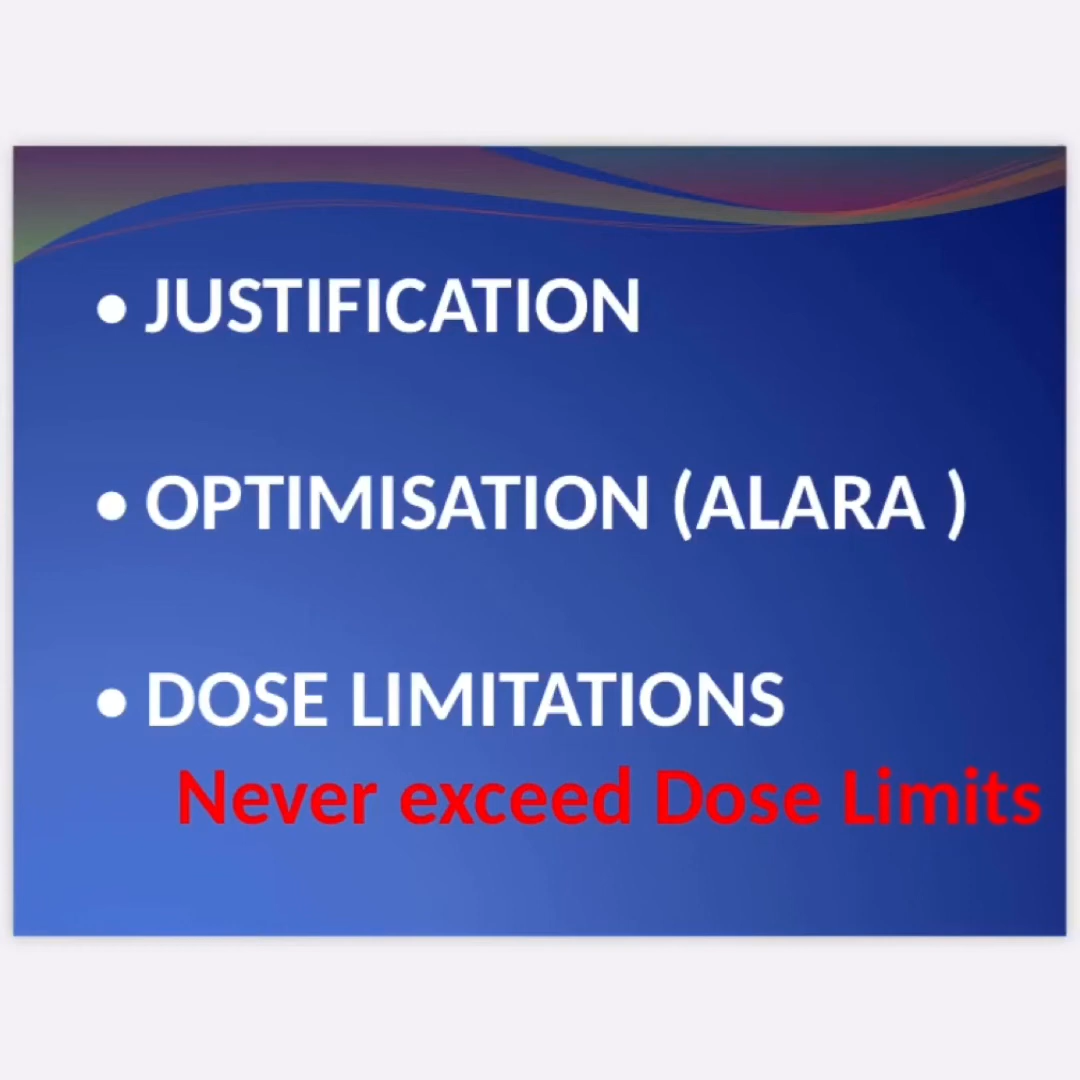 • JUSTIFICATION
• OPTIMISATION (ALARA )
• DOSE LIMITATIONS
Never exceed Dose Limits